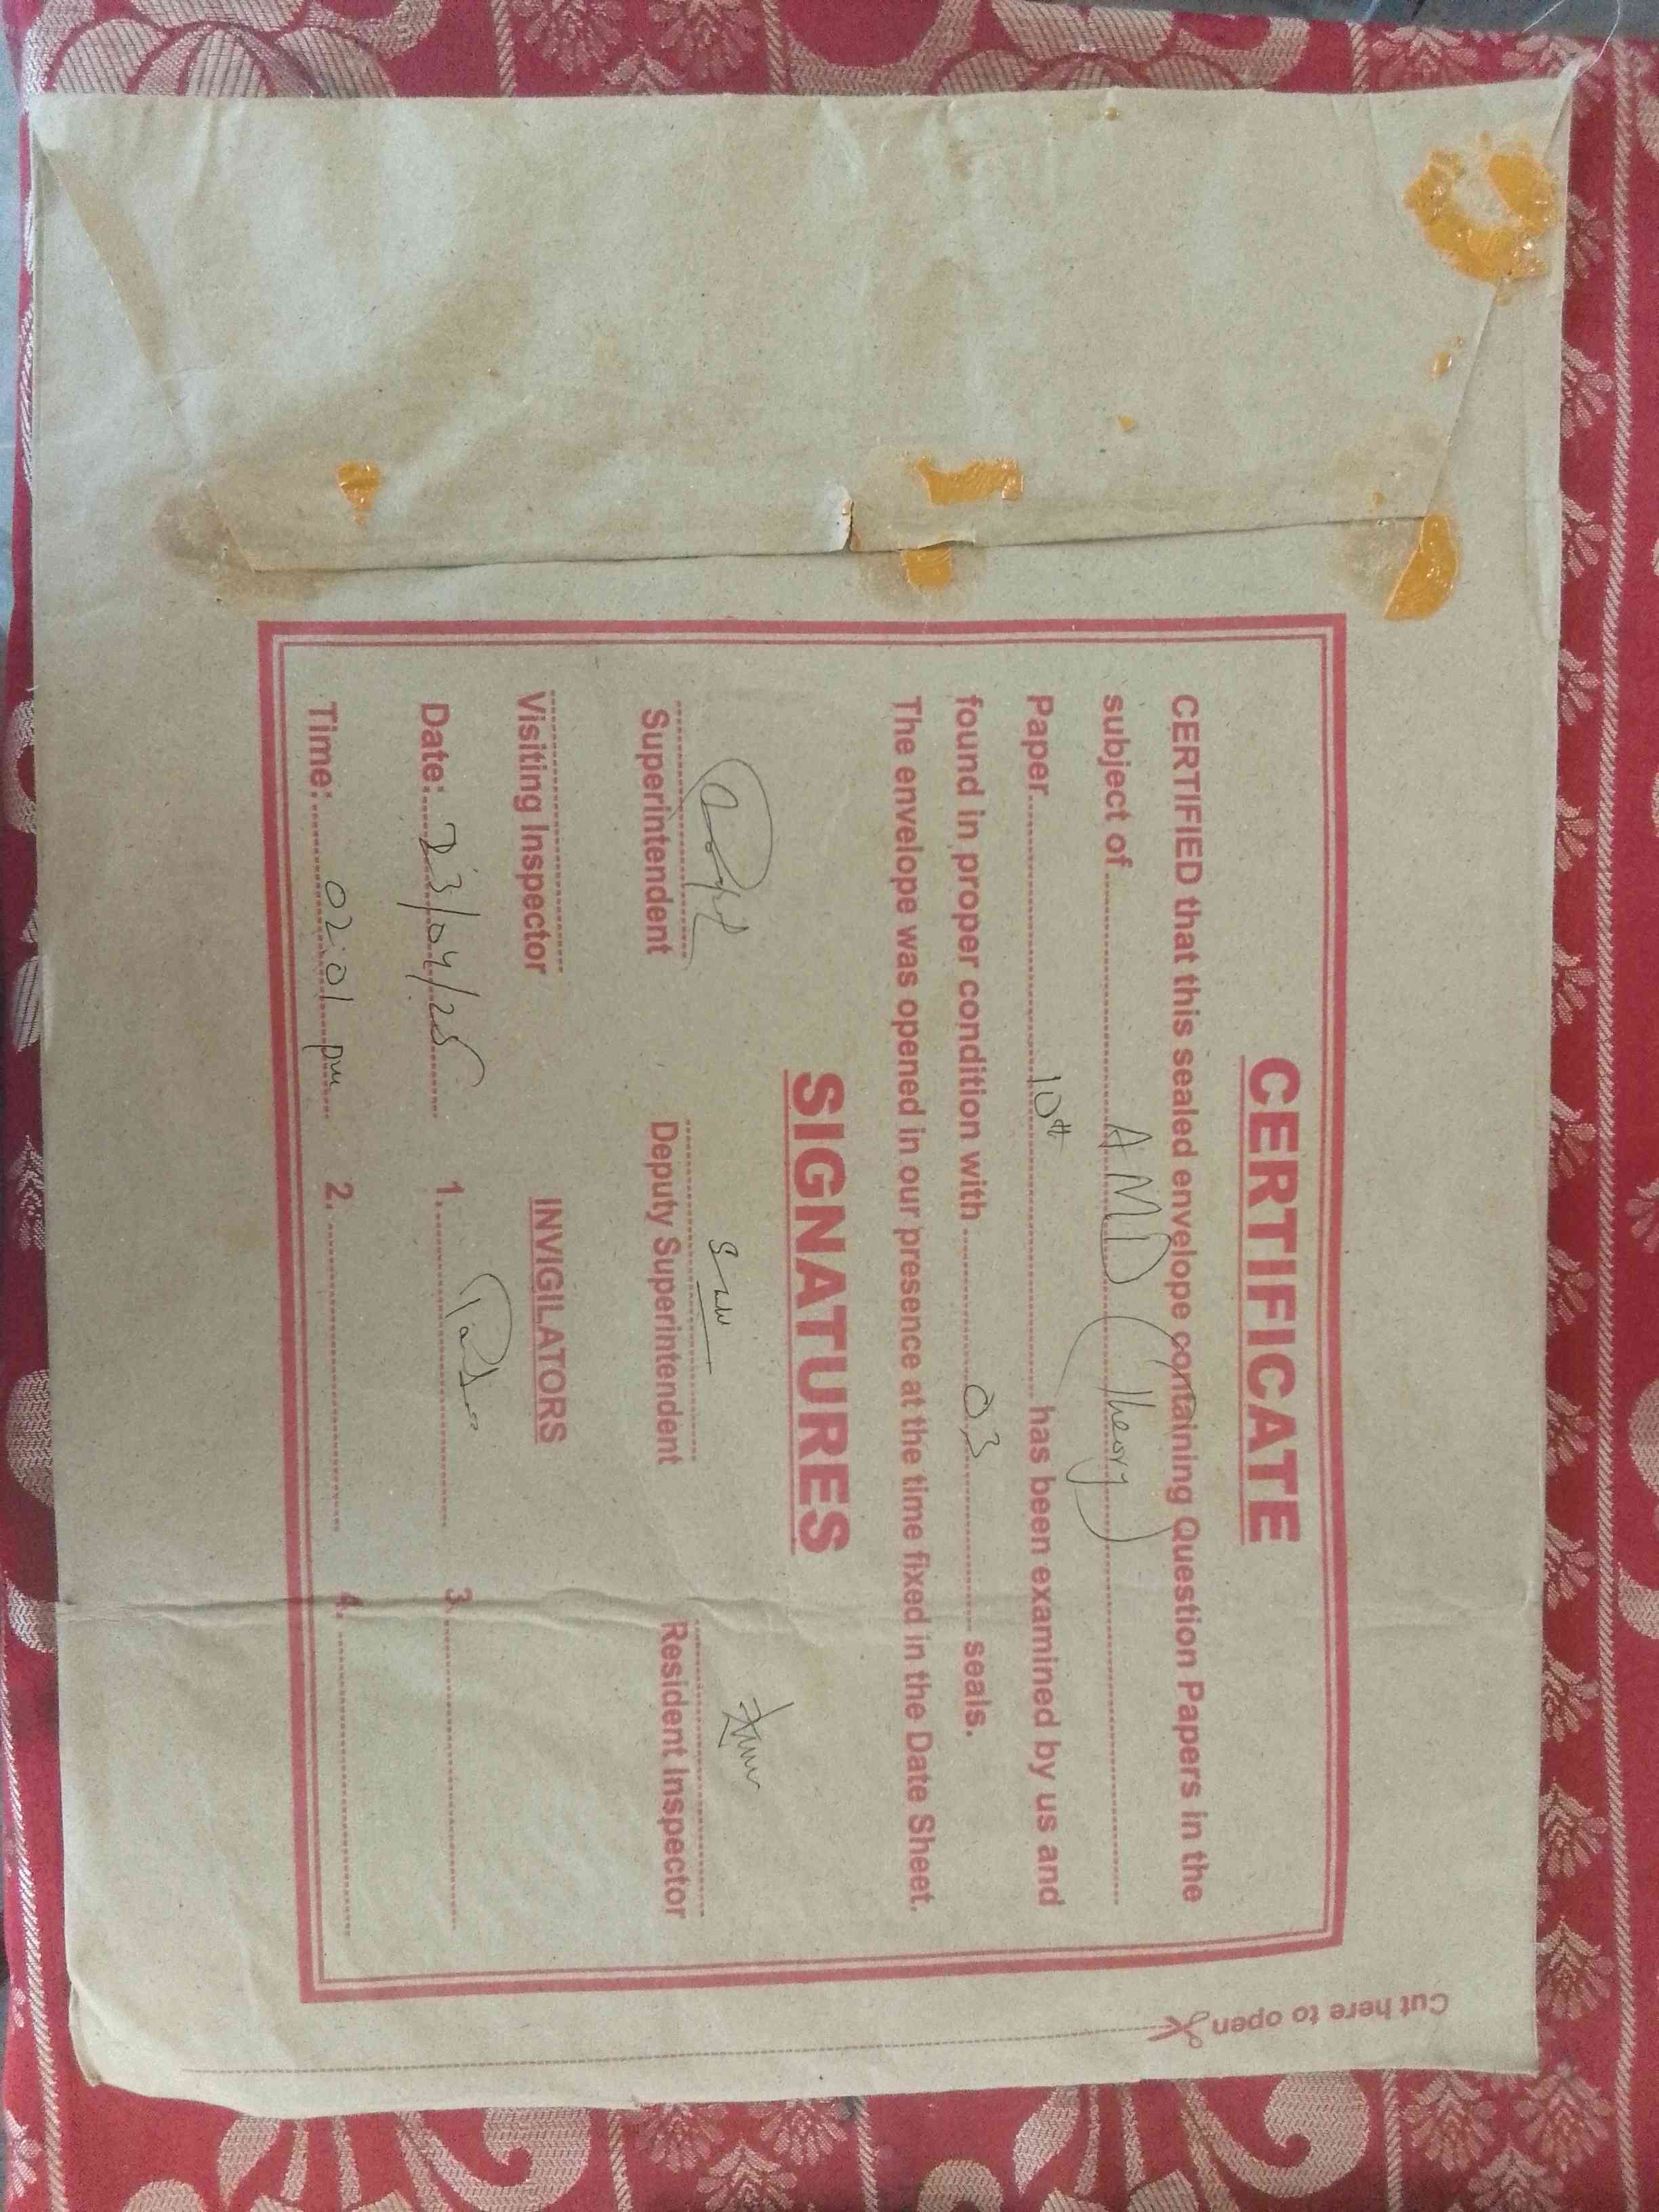 CERTIFICATE
CERTIFIED that this sealed envelope containing Question Papers in the
subject of A.M.D (Theory)
Paper 10th has been examined by us and
found in proper condition with 03 seals.
The envelope was opened in our presence at the time fixed in the Date Sheet.
SIGNATURES
Superintendent Deputy Superintendent Resident Inspector
Visiting Inspector INVIGILATORS
Date: 23/04/25 1. 3.
Time: 02:01 pm 2. 4.
Cut here to open